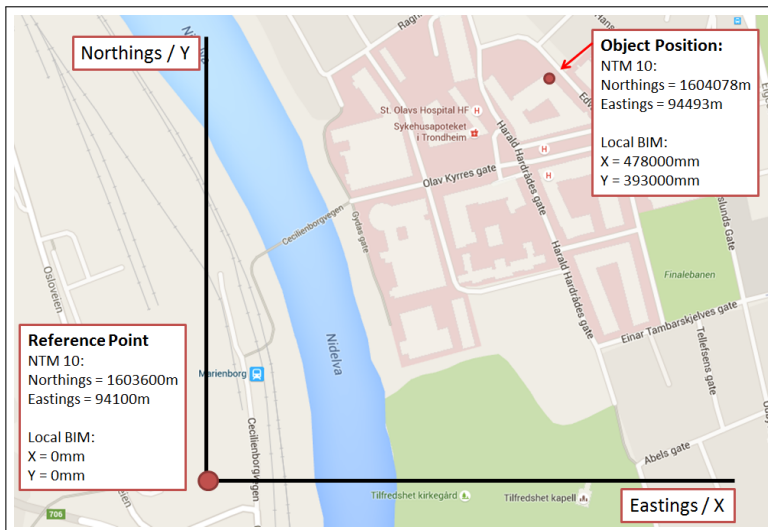 Northings / Y
Object Position:
NTM 10:
Northings = 1604078m
Eastings = 94493m
Local BIM:
X = 478000mm
Y = 393000mm
St. Olavs Hospital HF
H
Sykehusapoteket
i Trondheim
H
H
H
Olav Kyrres gate
Harald Hardrådes gate
Harald Hardrådes gate
Cecilienborgvegen
Gydas gate
Osloveien
Finalebanen
Einar Tambarskjelves gate
Tellefsens gate
Nidelva
Marienborg
Reference Point
NTM 10:
Northings = 1603600m
Eastings = 94100m
Local BIM:
X = 0mm
Y = 0mm
Cecilienborgvegen
Abels gate
Tilfredshet kirkegård
Tilfredshet kapell
Eastings / X
706